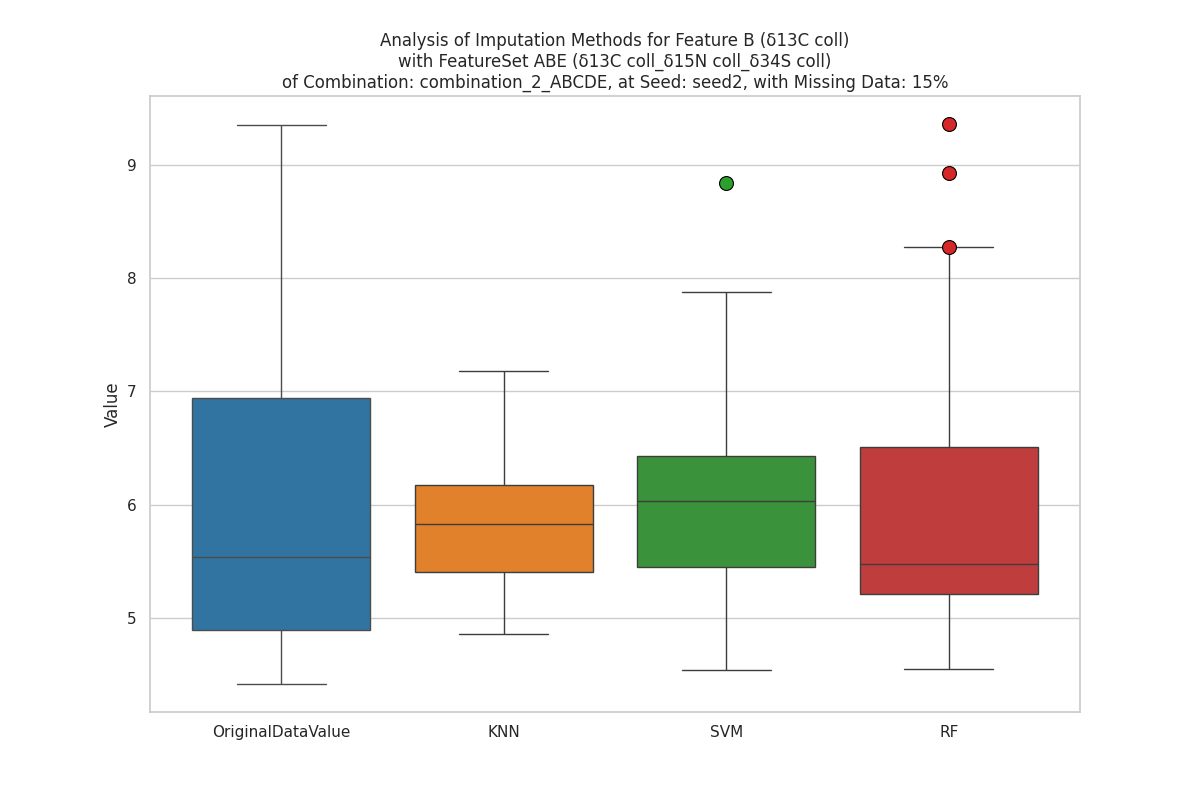 Analysis of Imputation Methods for Feature B (δ13C coll)
with FeatureSet ABE (δ13C coll_δ15N coll_δ34S coll)
of Combination: combination_2_ABCDE, at Seed: seed2, with Missing Data: 15%
9
8
7
6
5
Value
OriginalDataValue
KNN
SVM
RF